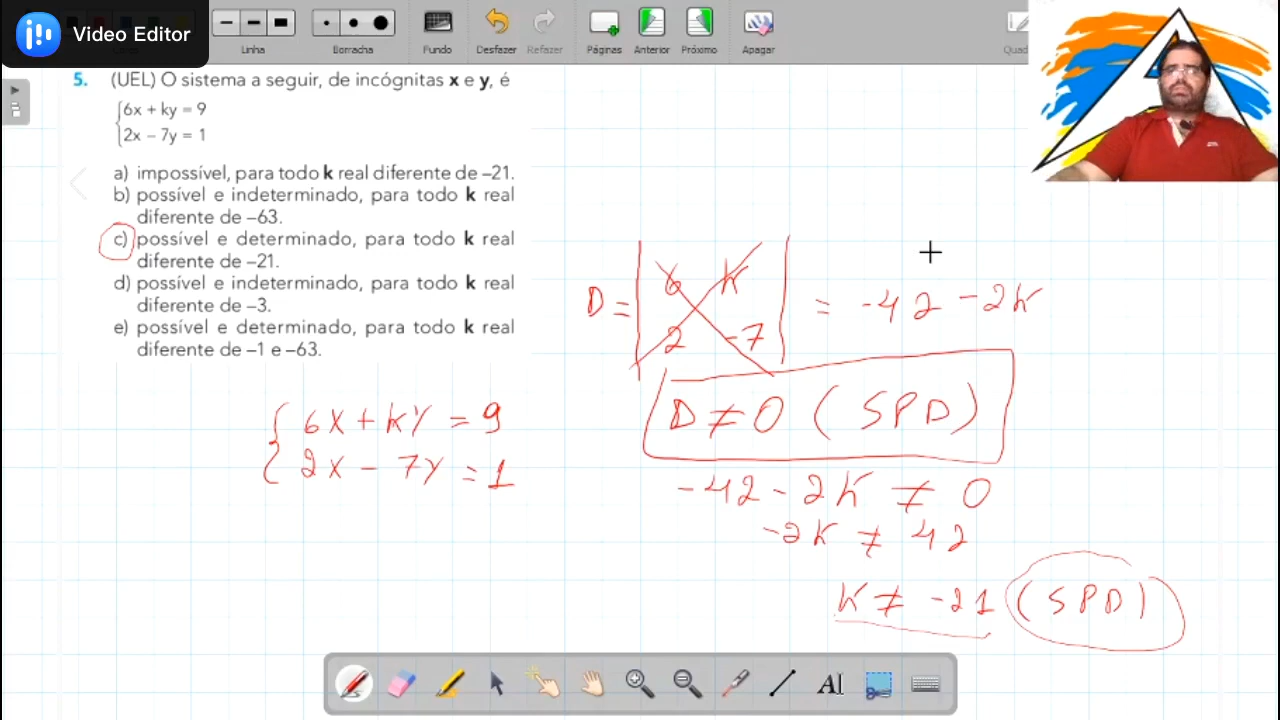 Video Editor
Linha
Borracha
Fundo
Desfazer
Refazer
Páginas
Anterior
Próximo
Apagar
5. (UEL) O sistema a seguir, de incógnitas x e y, é
6x + ky = 9
2x – 7y = 1
a) impossível, para todo k real diferente de –21.
b) possível e indeterminado, para todo k real
diferente de –63.
c) possível e determinado, para todo k real
diferente de –21.
d) possível e indeterminado, para todo k real
diferente de –3.
e) possível e determinado, para todo k real
diferente de –1 e –63.
D = | 6 K | = -42 - 2K
2 -7
D ≠ 0 (SPD)
6X + KY = 9
2X - 7Y = 1
-42 - 2K ≠ 0
-2K ≠ 42
K ≠ -21 (SPD)
AI